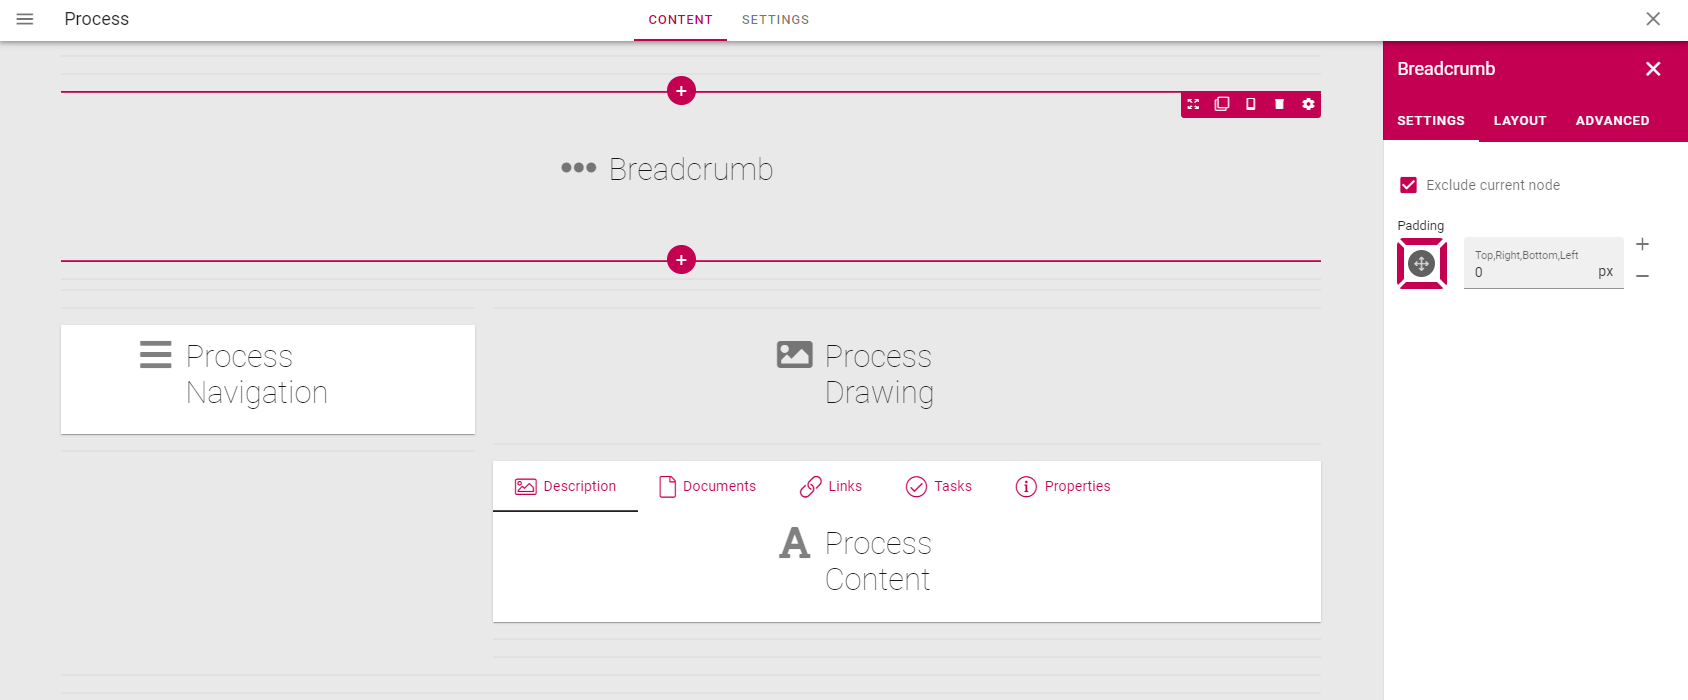 Process
CONTENT SETTINGS
Breadcrumb
SETTINGS LAYOUT ADVANCED
Breadcrumb
Exclude current node
Padding
Top,Right,Bottom,Left
0 px
Process
Navigation
Process
Drawing
Description Documents Links Tasks Properties
Process
Content